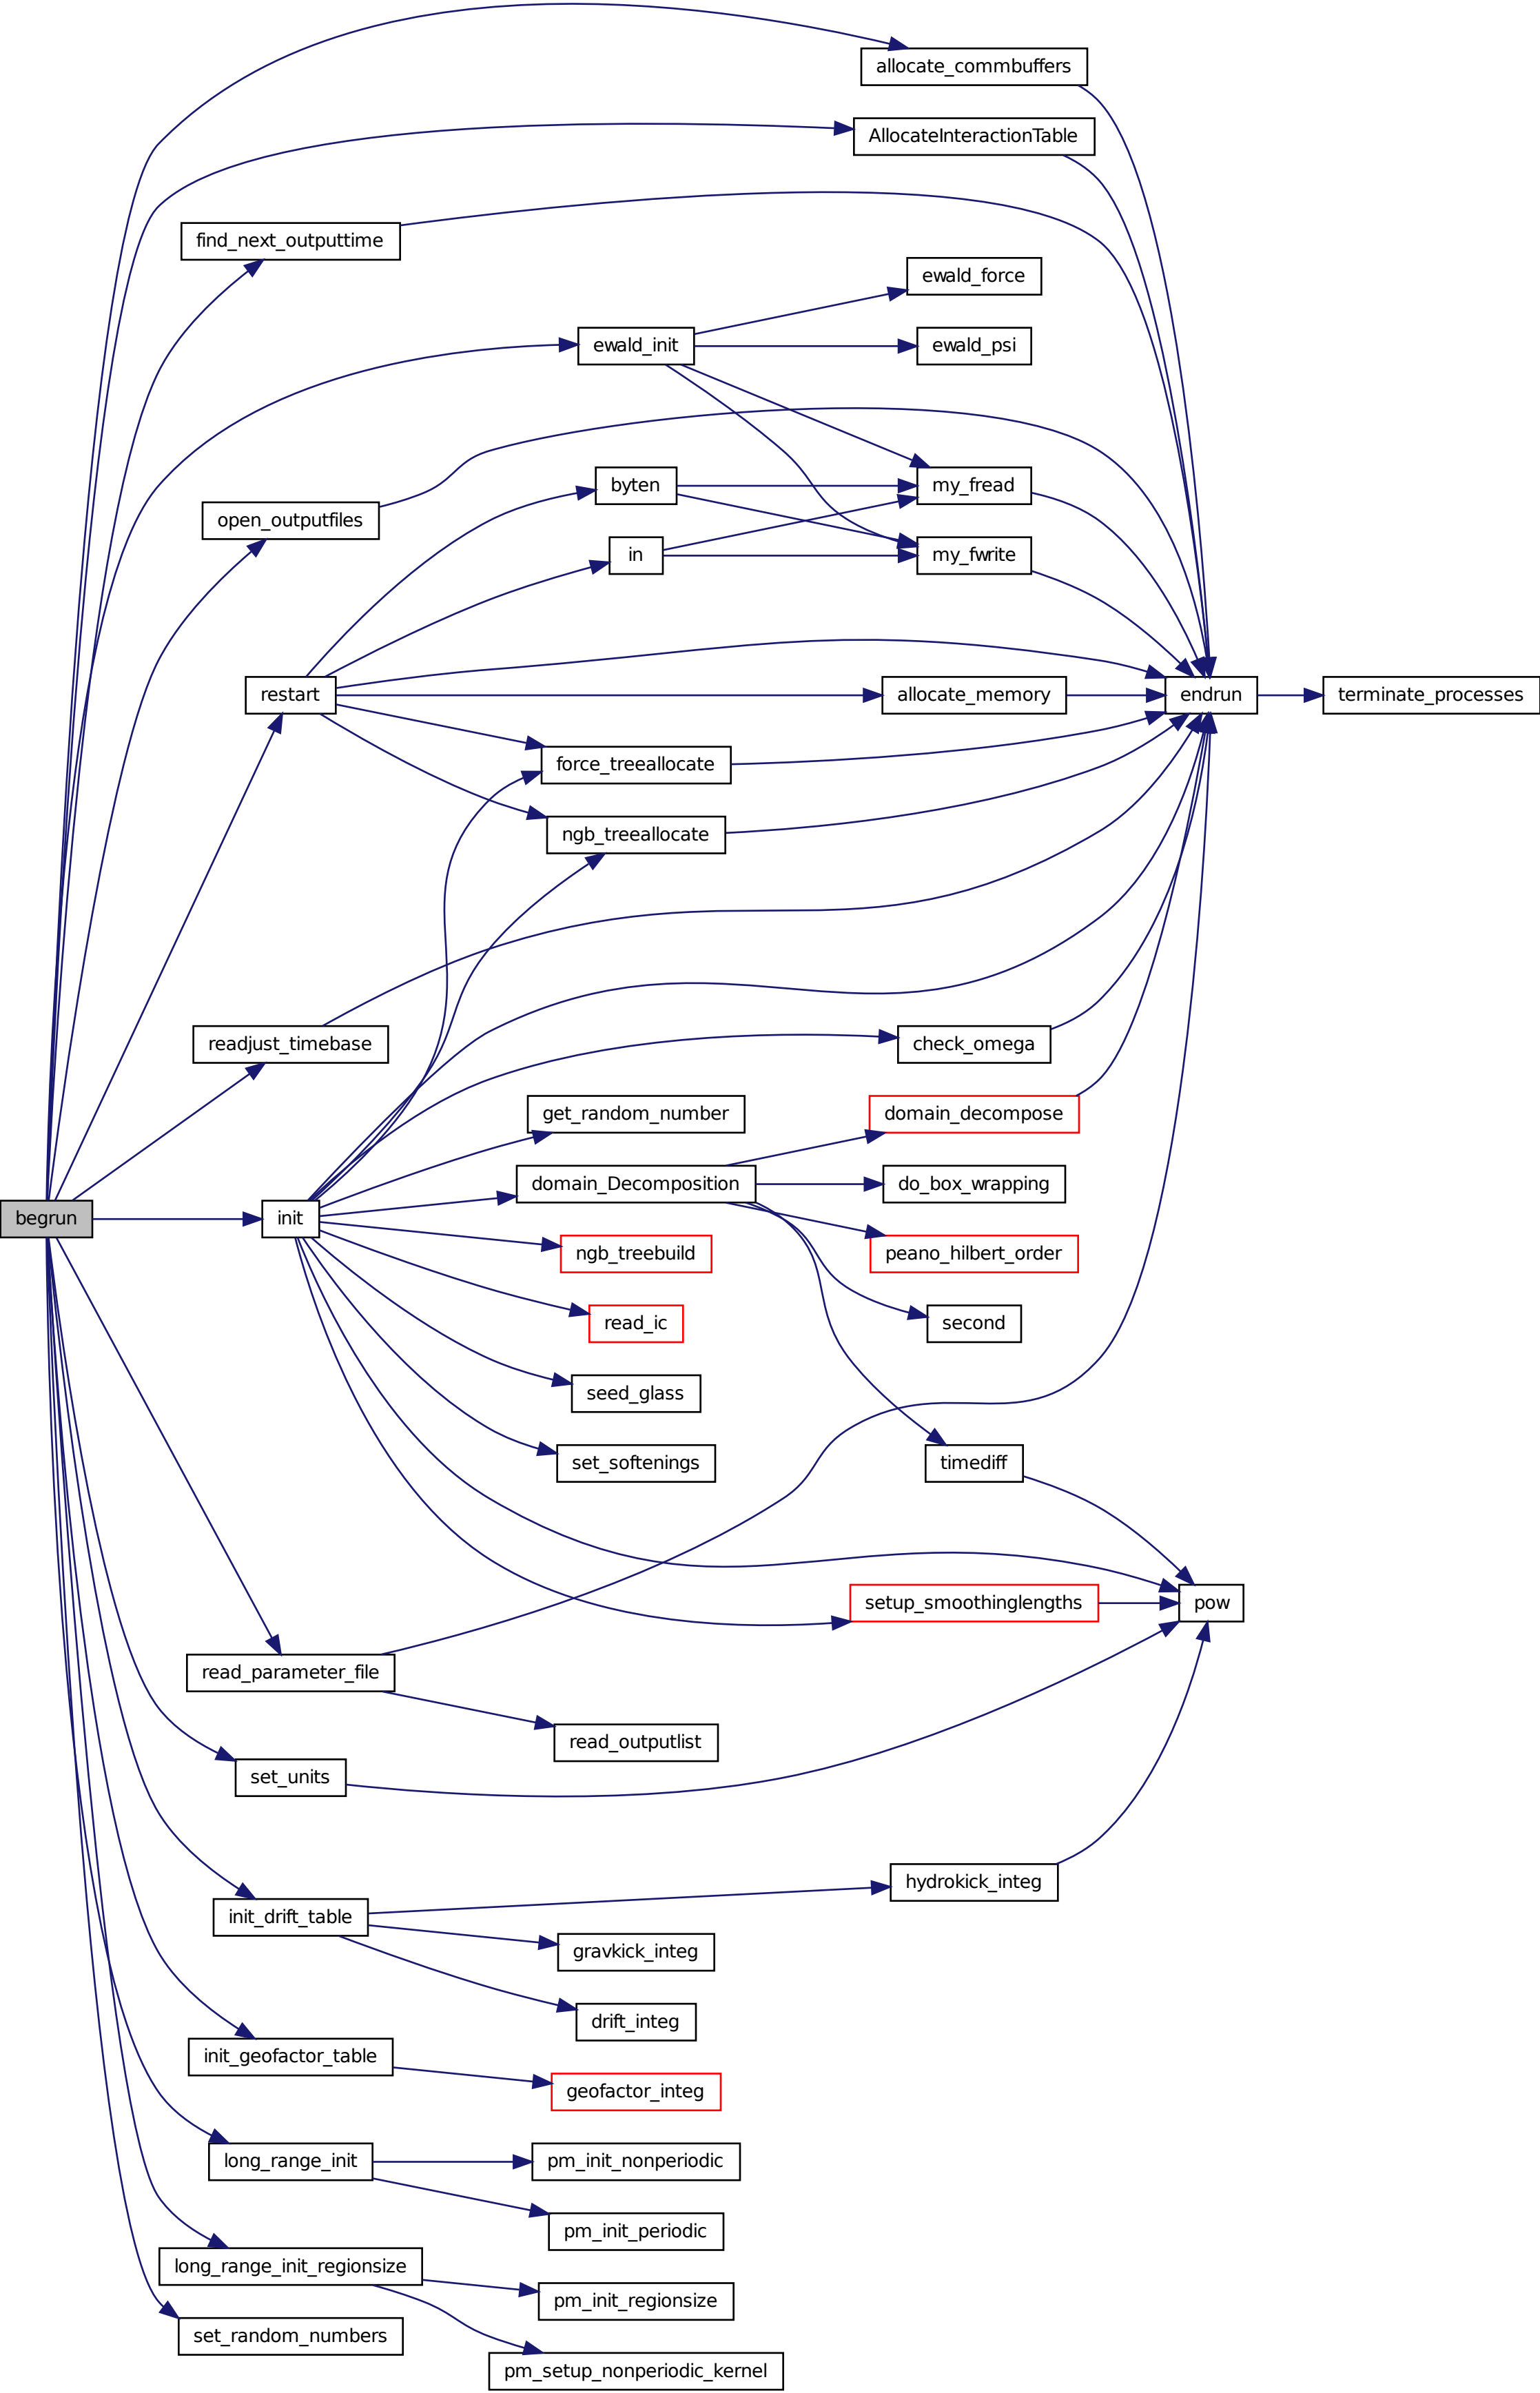 allocate_commbuffers
AllocateInteractionTable
find_next_outputtime
ewald_force
ewald_init
ewald_psi
byten
my_fread
open_outputfiles
in
my_fwrite
restart
allocate_memory
endrun
terminate_processes
force_treeallocate
ngb_treeallocate
readjust_timebase
check_omega
get_random_number
domain_decompose
domain_Decomposition
do_box_wrapping
begrun
init
ngb_treebuild
peano_hilbert_order
read_ic
second
seed_glass
set_softenings
timediff
setup_smoothinglengths
pow
read_parameter_file
read_outputlist
set_units
hydrokick_integ
init_drift_table
gravkick_integ
drift_integ
init_geofactor_table
geofactor_integ
long_range_init
pm_init_nonperiodic
pm_init_periodic
long_range_init_regionsize
pm_init_regionsize
set_random_numbers
pm_setup_nonperiodic_kernel